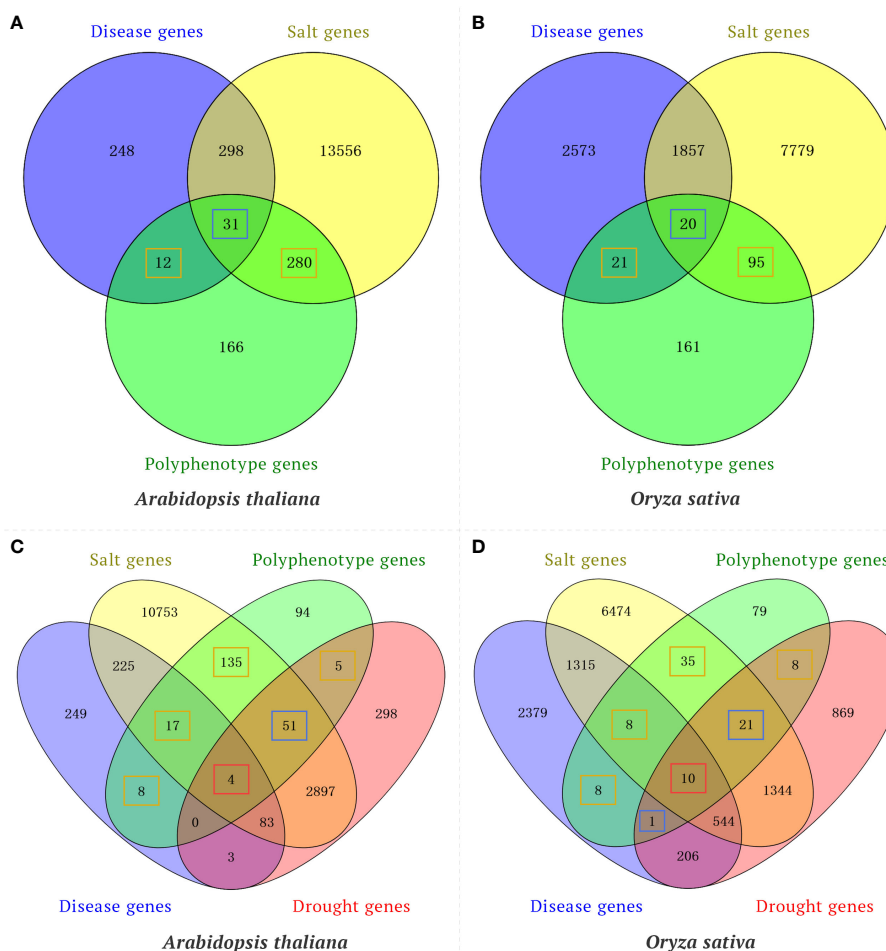 A
Disease genes
Salt genes
248
298
13556
31
12
280
166
Polyphenotype genes
Arabidopsis thaliana
B
Disease genes
Salt genes
2573
1857
7779
20
21
95
161
Polyphenotype genes
Oryza sativa
C
Salt genes
Polyphenotype genes
10753
94
225
135
5
249
17
51
298
8
4
2897
0
83
3
Disease genes
Drought genes
Arabidopsis thaliana
D
Salt genes
Polyphenotype genes
6474
79
1315
35
8
2379
8
21
869
8
10
1344
1
544
206
Disease genes
Drought genes
Oryza sativa